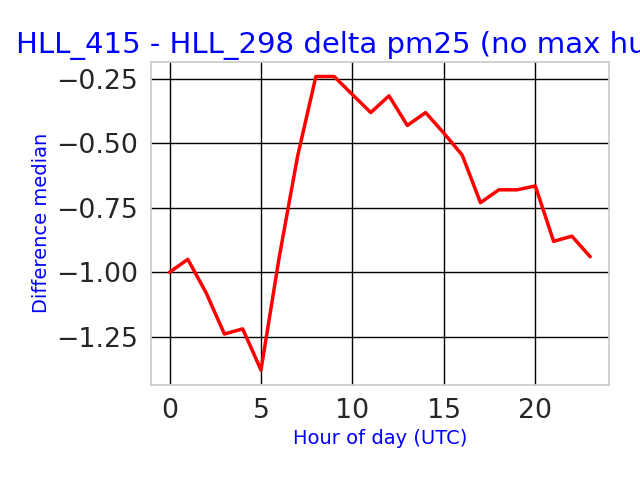 HLL_415 - HLL_298 delta pm25 (no max
−0.25
−0.50
−0.75
−1.00
−1.25
Difference median
0 5 10 15 20
Hour of day (UTC)